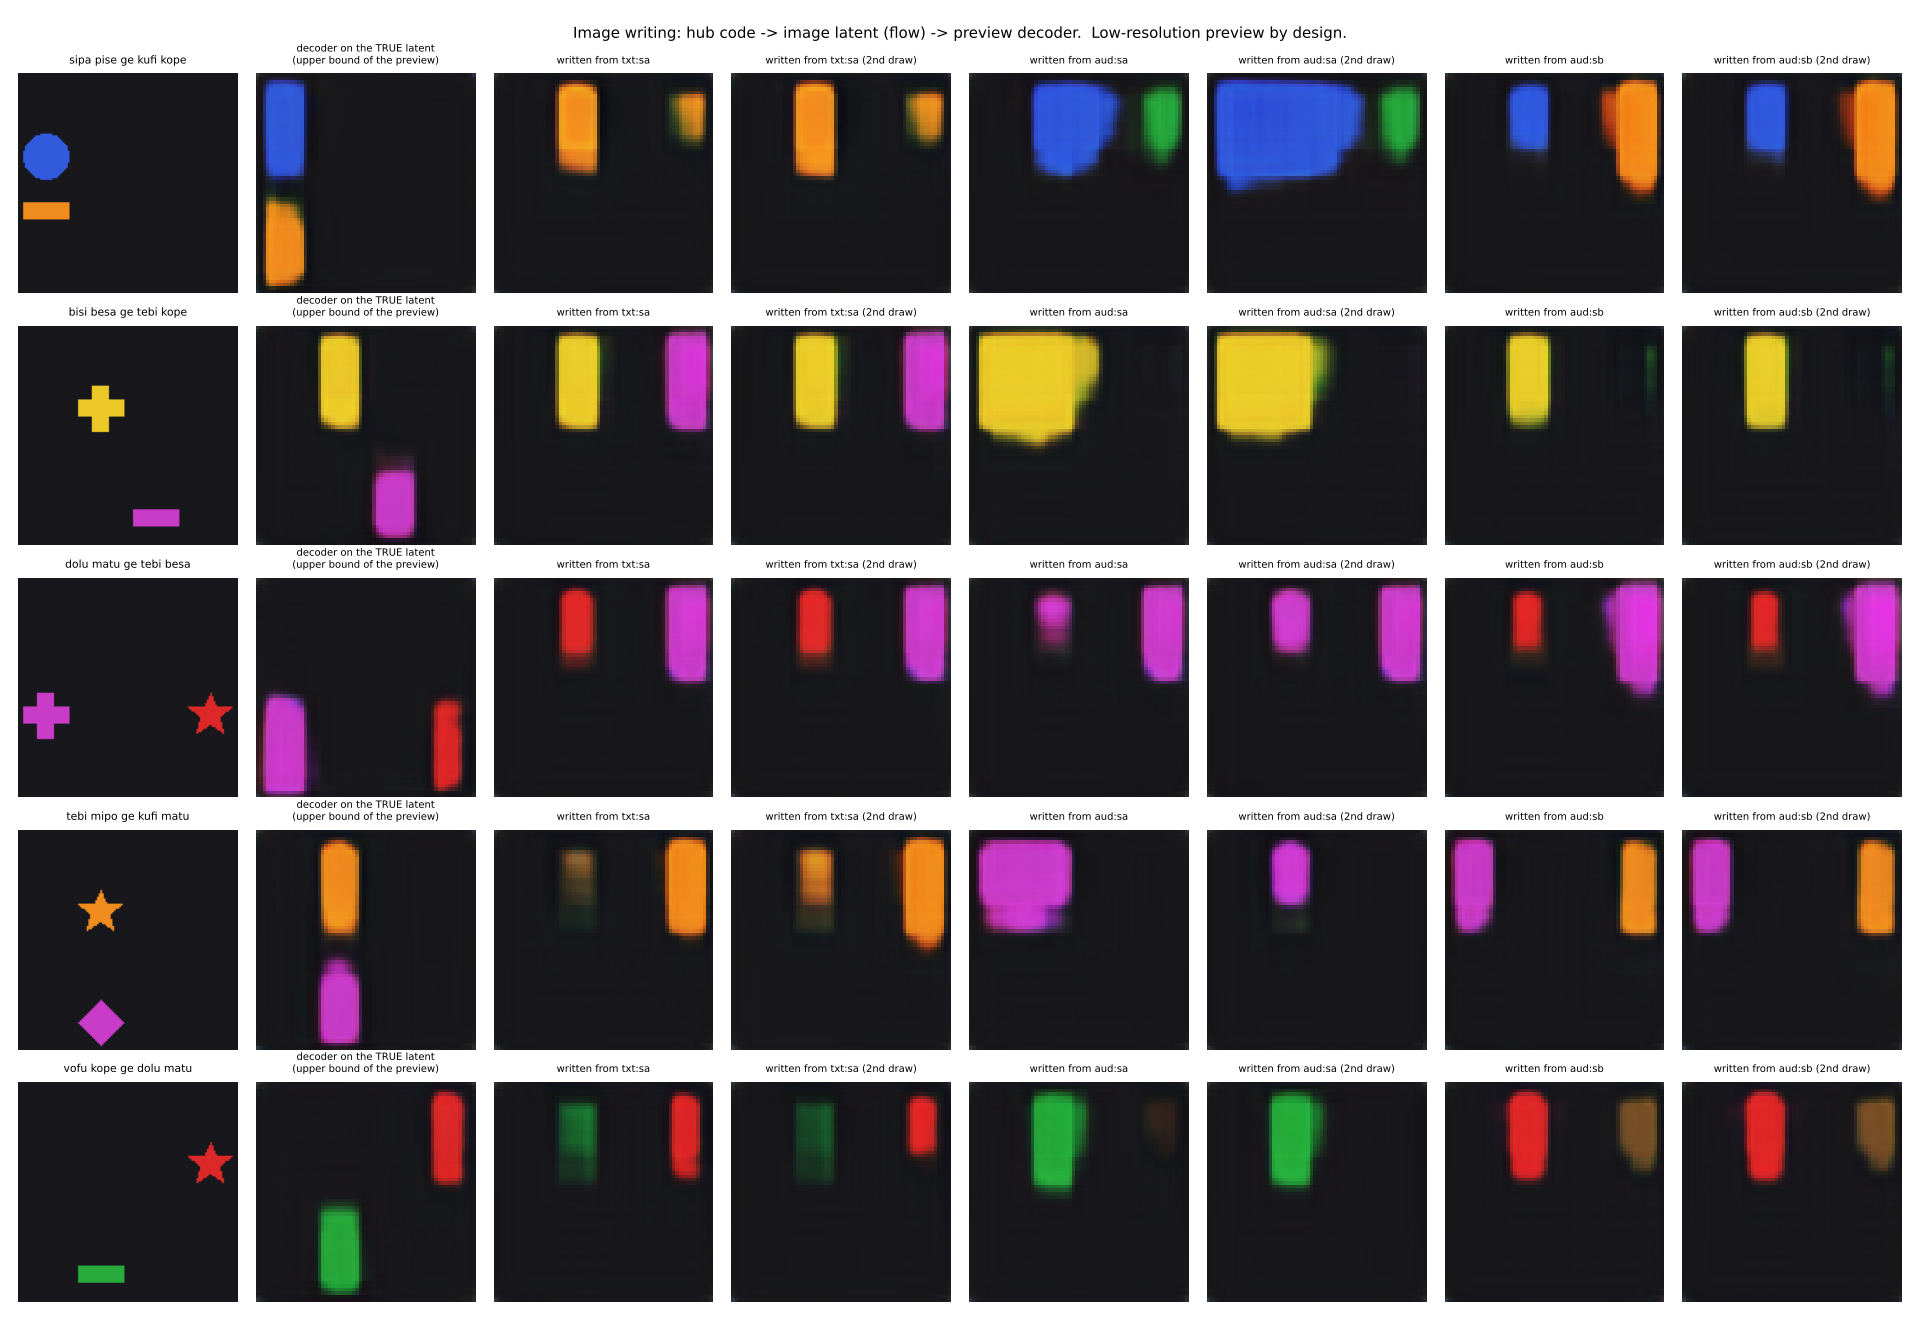 Image writing: hub code -> image latent (flow) -> preview decoder.  Low-resolution preview by design.
sipa pise ge kufi kope
decoder on the TRUE latent
(upper bound of the preview)
written from txt:sa
written from txt:sa (2nd draw)
written from aud:sa
written from aud:sa (2nd draw)
written from aud:sb
written from aud:sb (2nd draw)
bisi besa ge tebi kope
decoder on the TRUE latent
(upper bound of the preview)
written from txt:sa
written from txt:sa (2nd draw)
written from aud:sa
written from aud:sa (2nd draw)
written from aud:sb
written from aud:sb (2nd draw)
dolu matu ge tebi besa
decoder on the TRUE latent
(upper bound of the preview)
written from txt:sa
written from txt:sa (2nd draw)
written from aud:sa
written from aud:sa (2nd draw)
written from aud:sb
written from aud:sb (2nd draw)
tebi mipo ge kufi matu
decoder on the TRUE latent
(upper bound of the preview)
written from txt:sa
written from txt:sa (2nd draw)
written from aud:sa
written from aud:sa (2nd draw)
written from aud:sb
written from aud:sb (2nd draw)
vofu kope ge dolu matu
decoder on the TRUE latent
(upper bound of the preview)
written from txt:sa
written from txt:sa (2nd draw)
written from aud:sa
written from aud:sa (2nd draw)
written from aud:sb
written from aud:sb (2nd draw)